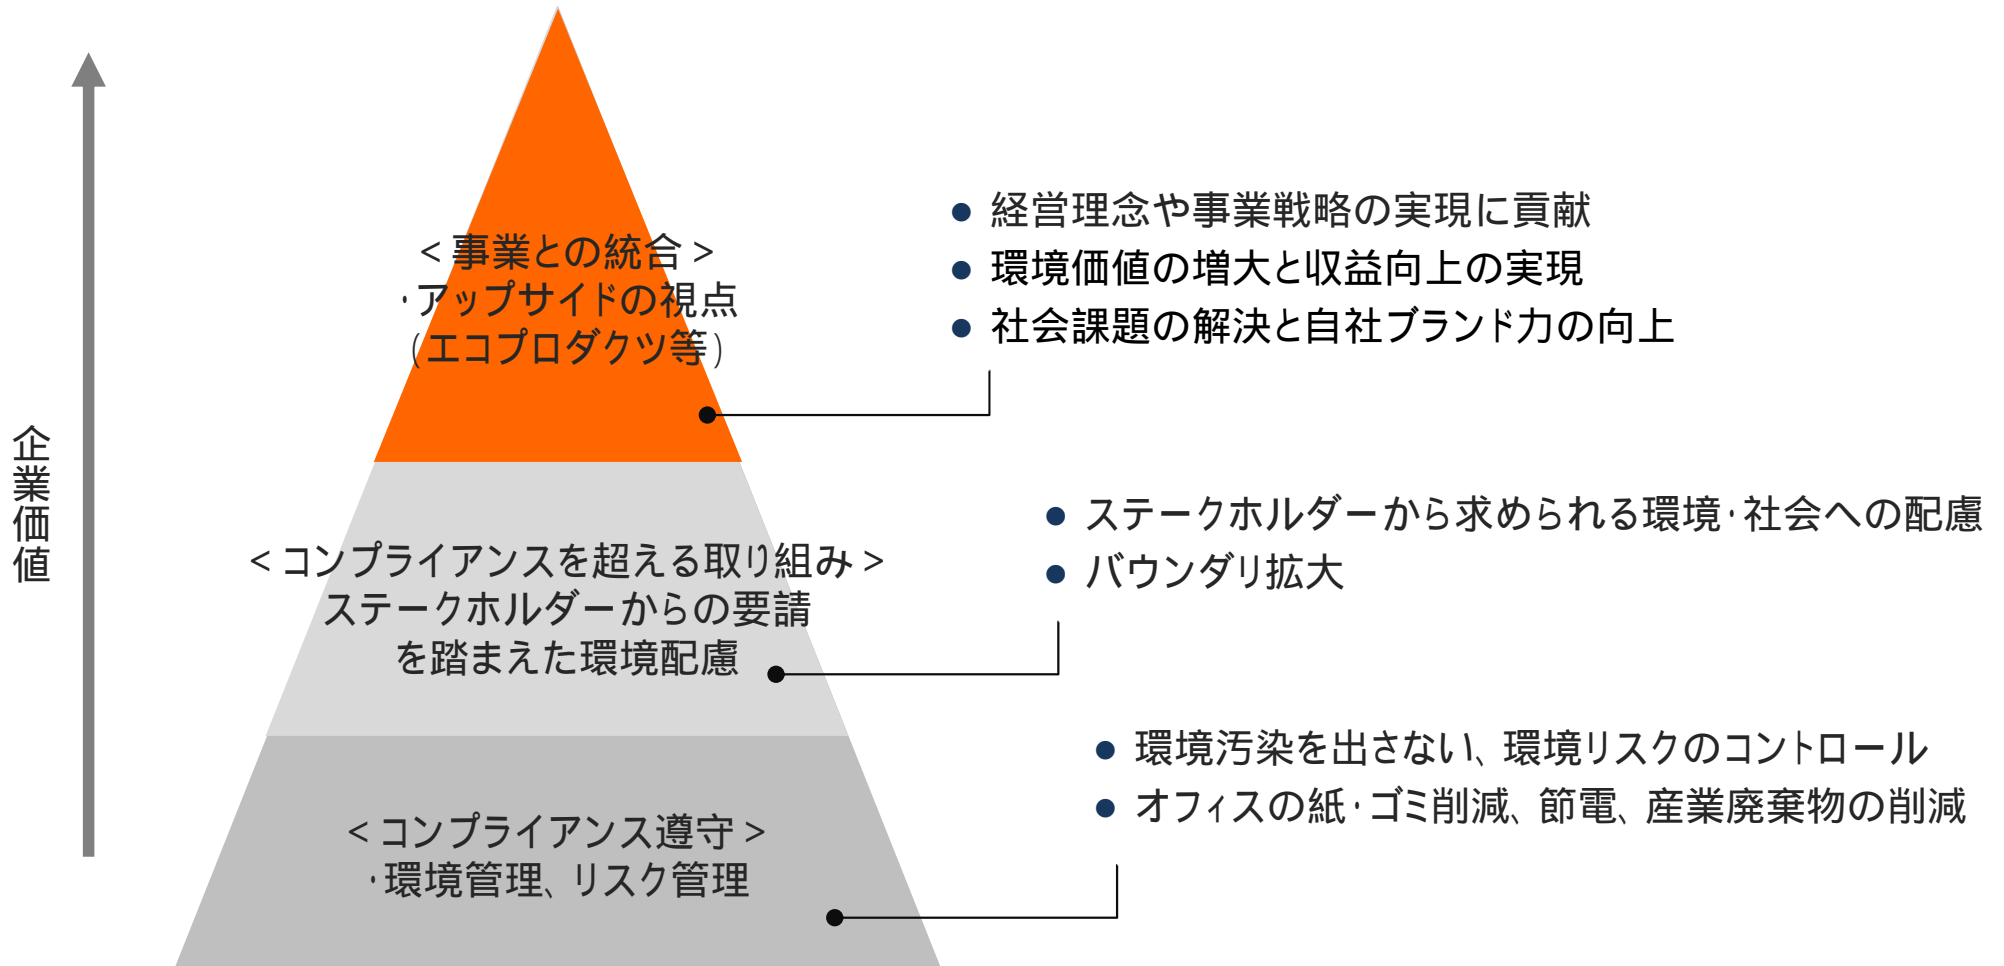 企業価値
<事業との統合>
・アップサイドの視点
(エコプロダクツ等)
● 経営理念や事業戦略の実現に貢献
● 環境価値の増大と収益向上の実現
● 社会課題の解決と自社ブランド力の向上
<コンプライアンスを超える取り組み>
ステークホルダーからの要請
を踏まえた環境配慮
● ステークホルダーから求められる環境・社会への配慮
● バウンダリ拡大
<コンプライアンス遵守>
・環境管理、リスク管理
● 環境汚染を出さない、環境リスクのコントロール
● オフィスの紙・ゴミ削減、節電、産業廃棄物の削減